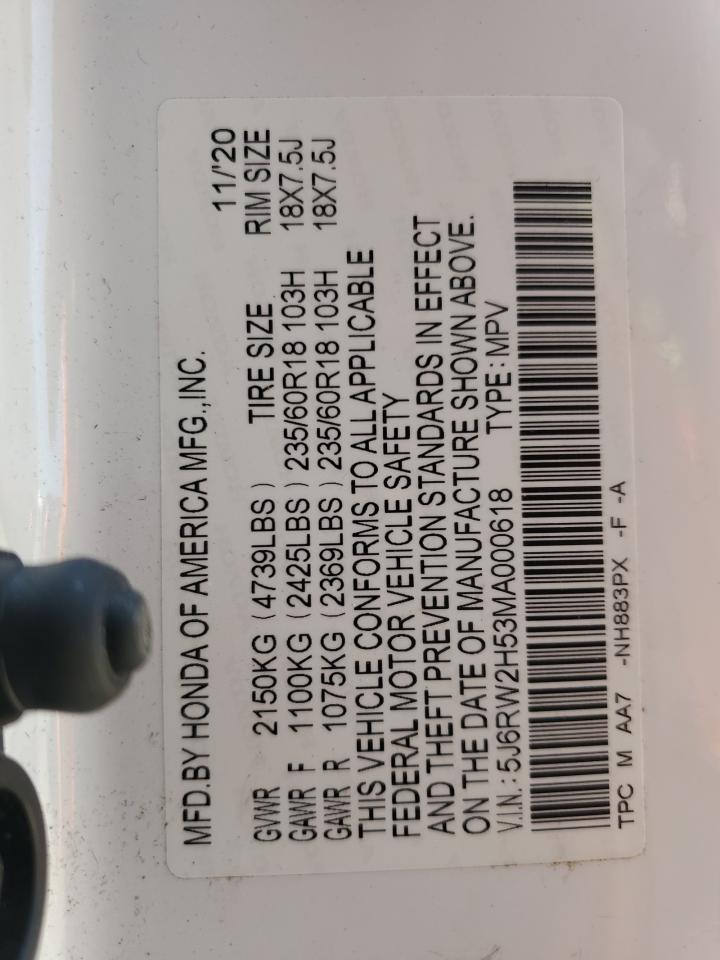 MFD.BY HONDA OF AMERICA MFG.,INC. 11/'20
GVWR 2150KG (4739LBS) TIRE SIZE RIM SIZE
GAWR F 1100KG (2425LBS) 235/60R18 103H 18X7.5J
GAWR R 1075KG (2369LBS) 235/60R18 103H 18X7.5J
THIS VEHICLE CONFORMS TO ALL APPLICABLE
FEDERAL MOTOR VEHICLE SAFETY
AND THEFT PREVENTION STANDARDS IN EFFECT
ON THE DATE OF MANUFACTURE SHOWN ABOVE.
V.I.N.: 5J6RW2H53MA000618 TYPE: MPV
TPC M AA7 -NH883PX -F -A